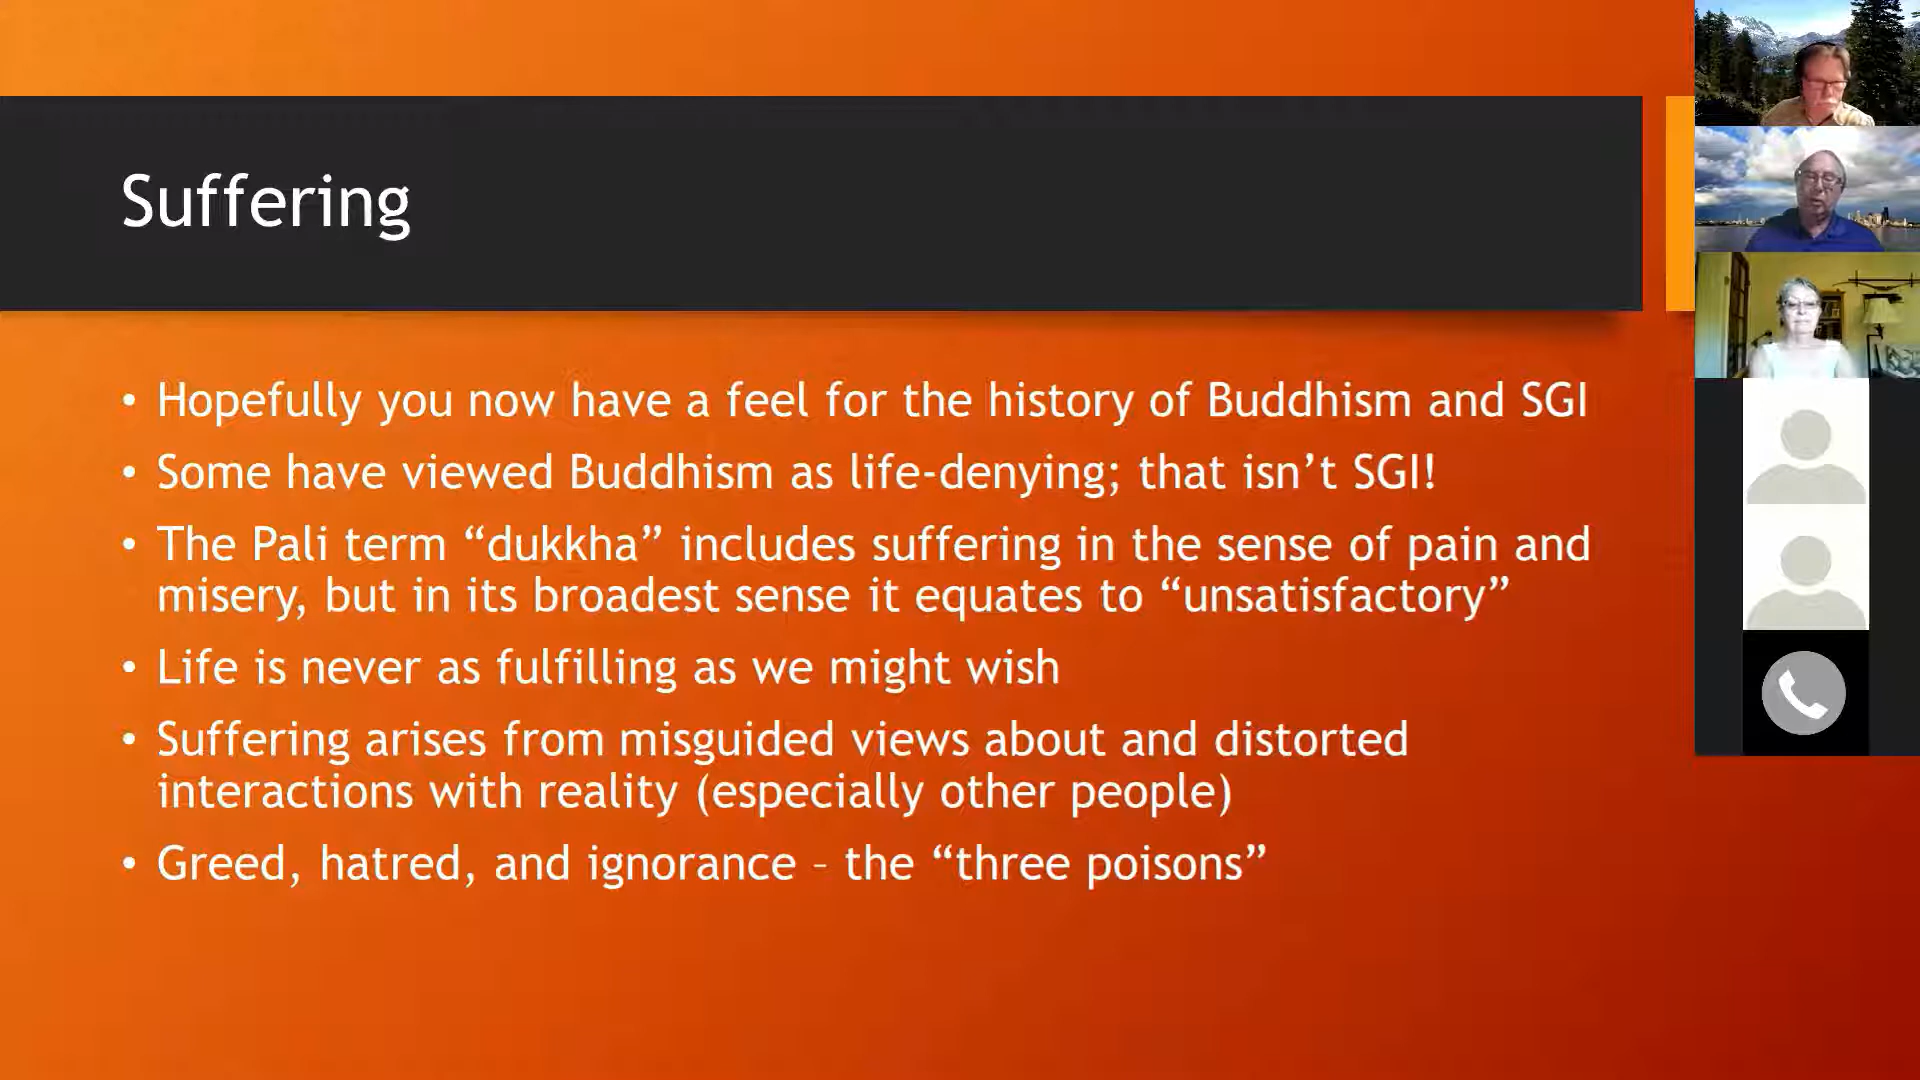 Suffering
• Hopefully you now have a feel for the history of Buddhism and SGI
• Some have viewed Buddhism as life-denying; that isn’t SGI!
• The Pali term “dukkha” includes suffering in the sense of pain and
misery, but in its broadest sense it equates to “unsatisfactory”
• Life is never as fulfilling as we might wish
• Suffering arises from misguided views about and distorted
interactions with reality (especially other people)
• Greed, hatred, and ignorance – the “three poisons”